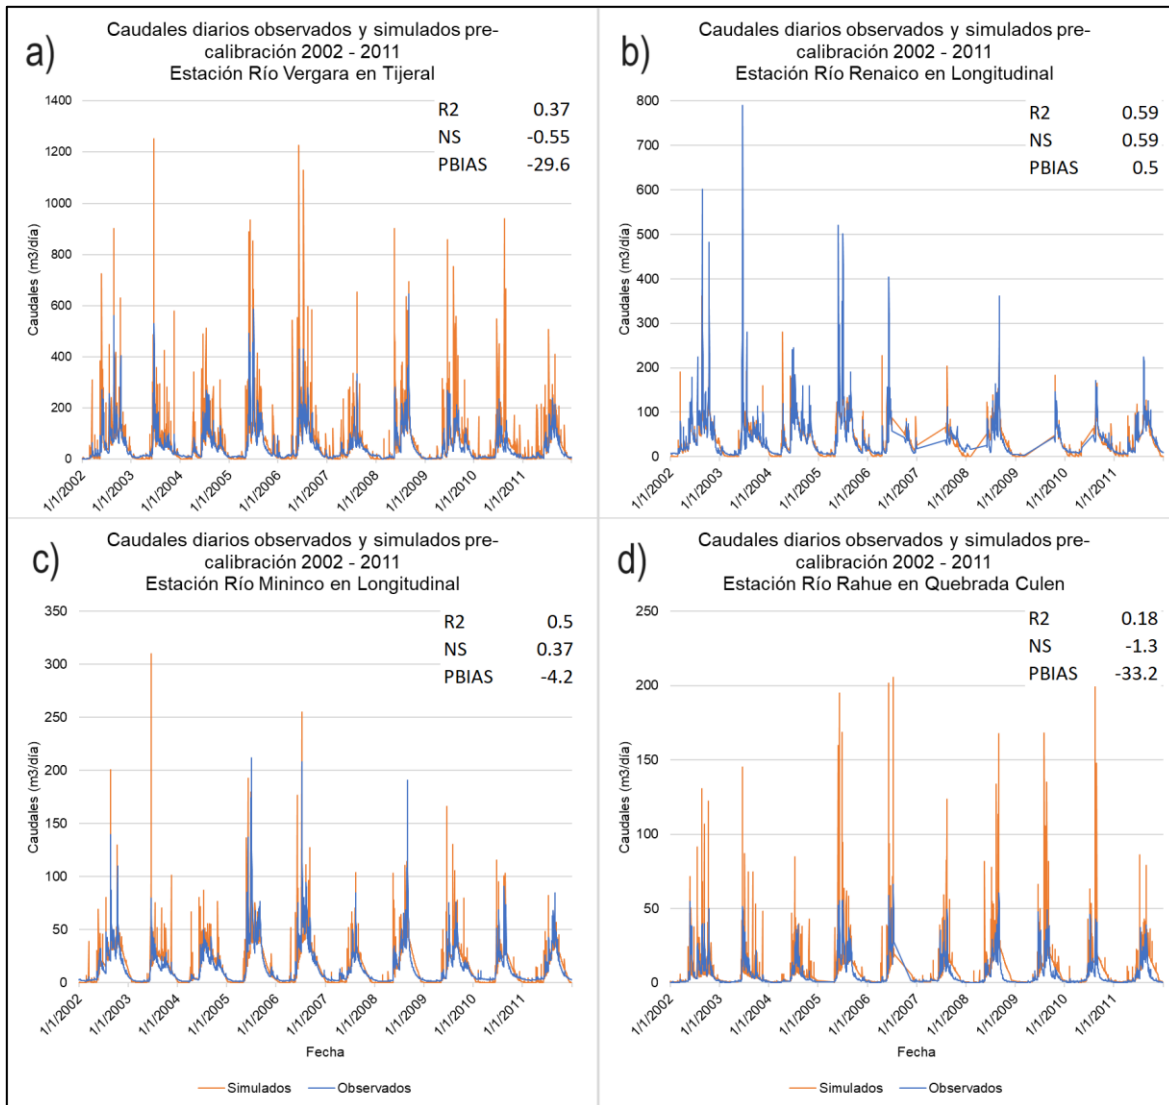 a)
Caudales diarios observados y simulados pre-
calibración 2002 - 2011
Estación Río Vergara en Tijeral
R2 0.37
NS -0.55
PBIAS -29.6
Caudales (m3/día)
1400
1200
1000
800
600
400
200
0
1/1/2002
1/1/2003
1/1/2004
1/1/2005
1/1/2006
1/1/2007
1/1/2008
1/1/2009
1/1/2010
1/1/2011
b)
Caudales diarios observados y simulados pre-
calibración 2002 - 2011
Estación Río Renaico en Longitudinal
R2 0.59
NS 0.59
PBIAS 0.5
Caudales (m3/día)
800
700
600
500
400
300
200
100
0
1/1/2002
1/1/2003
1/1/2004
1/1/2005
1/1/2006
1/1/2007
1/1/2008
1/1/2009
1/1/2010
1/1/2011
c)
Caudales diarios observados y simulados pre-
calibración 2002 - 2011
Estación Río Mininco en Longitudinal
R2 0.5
NS 0.37
PBIAS -4.2
Caudales (m3/día)
350
300
250
200
150
100
50
0
1/1/2002
1/1/2003
1/1/2004
1/1/2005
1/1/2006
1/1/2007
1/1/2008
1/1/2009
1/1/2010
1/1/2011
Fecha
Simulados Observados
d)
Caudales diarios observados y simulados pre-
calibración 2002 - 2011
Estación Río Rahue en Quebrada Culen
R2 0.18
NS -1.3
PBIAS -33.2
Caudales (m3/día)
250
200
150
100
50
0
1/1/2002
1/1/2003
1/1/2004
1/1/2005
1/1/2006
1/1/2007
1/1/2008
1/1/2009
1/1/2010
1/1/2011
Fecha
Simulados Observados